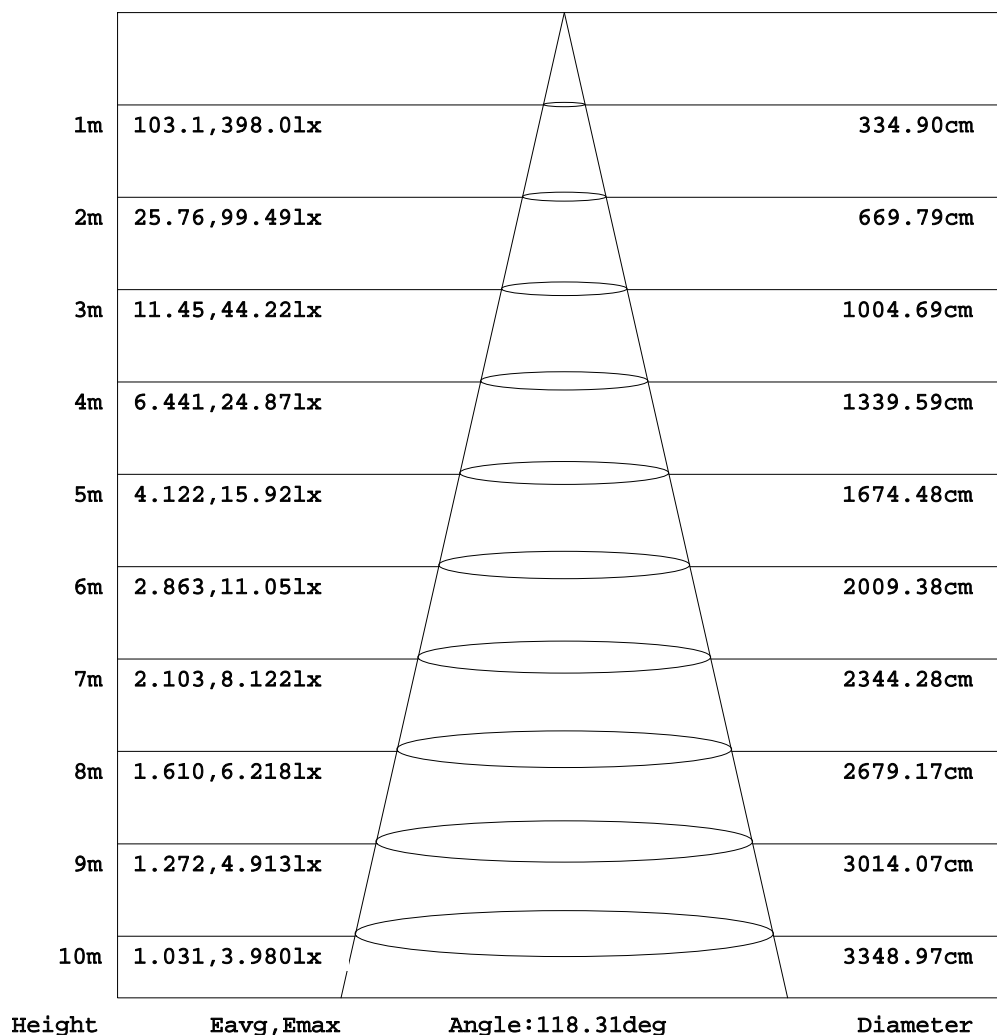 1m 103.1,398.0lx 334.90cm
2m 25.76,99.49lx 669.79cm
3m 11.45,44.22lx 1004.69cm
4m 6.441,24.87lx 1339.59cm
5m 4.122,15.92lx 1674.48cm
6m 2.863,11.05lx 2009.38cm
7m 2.103,8.122lx 2344.28cm
8m 1.610,6.218lx 2679.17cm
9m 1.272,4.913lx 3014.07cm
10m 1.031,3.980lx 3348.97cm
Height Eavg,Emax Angle:118.31deg Diameter